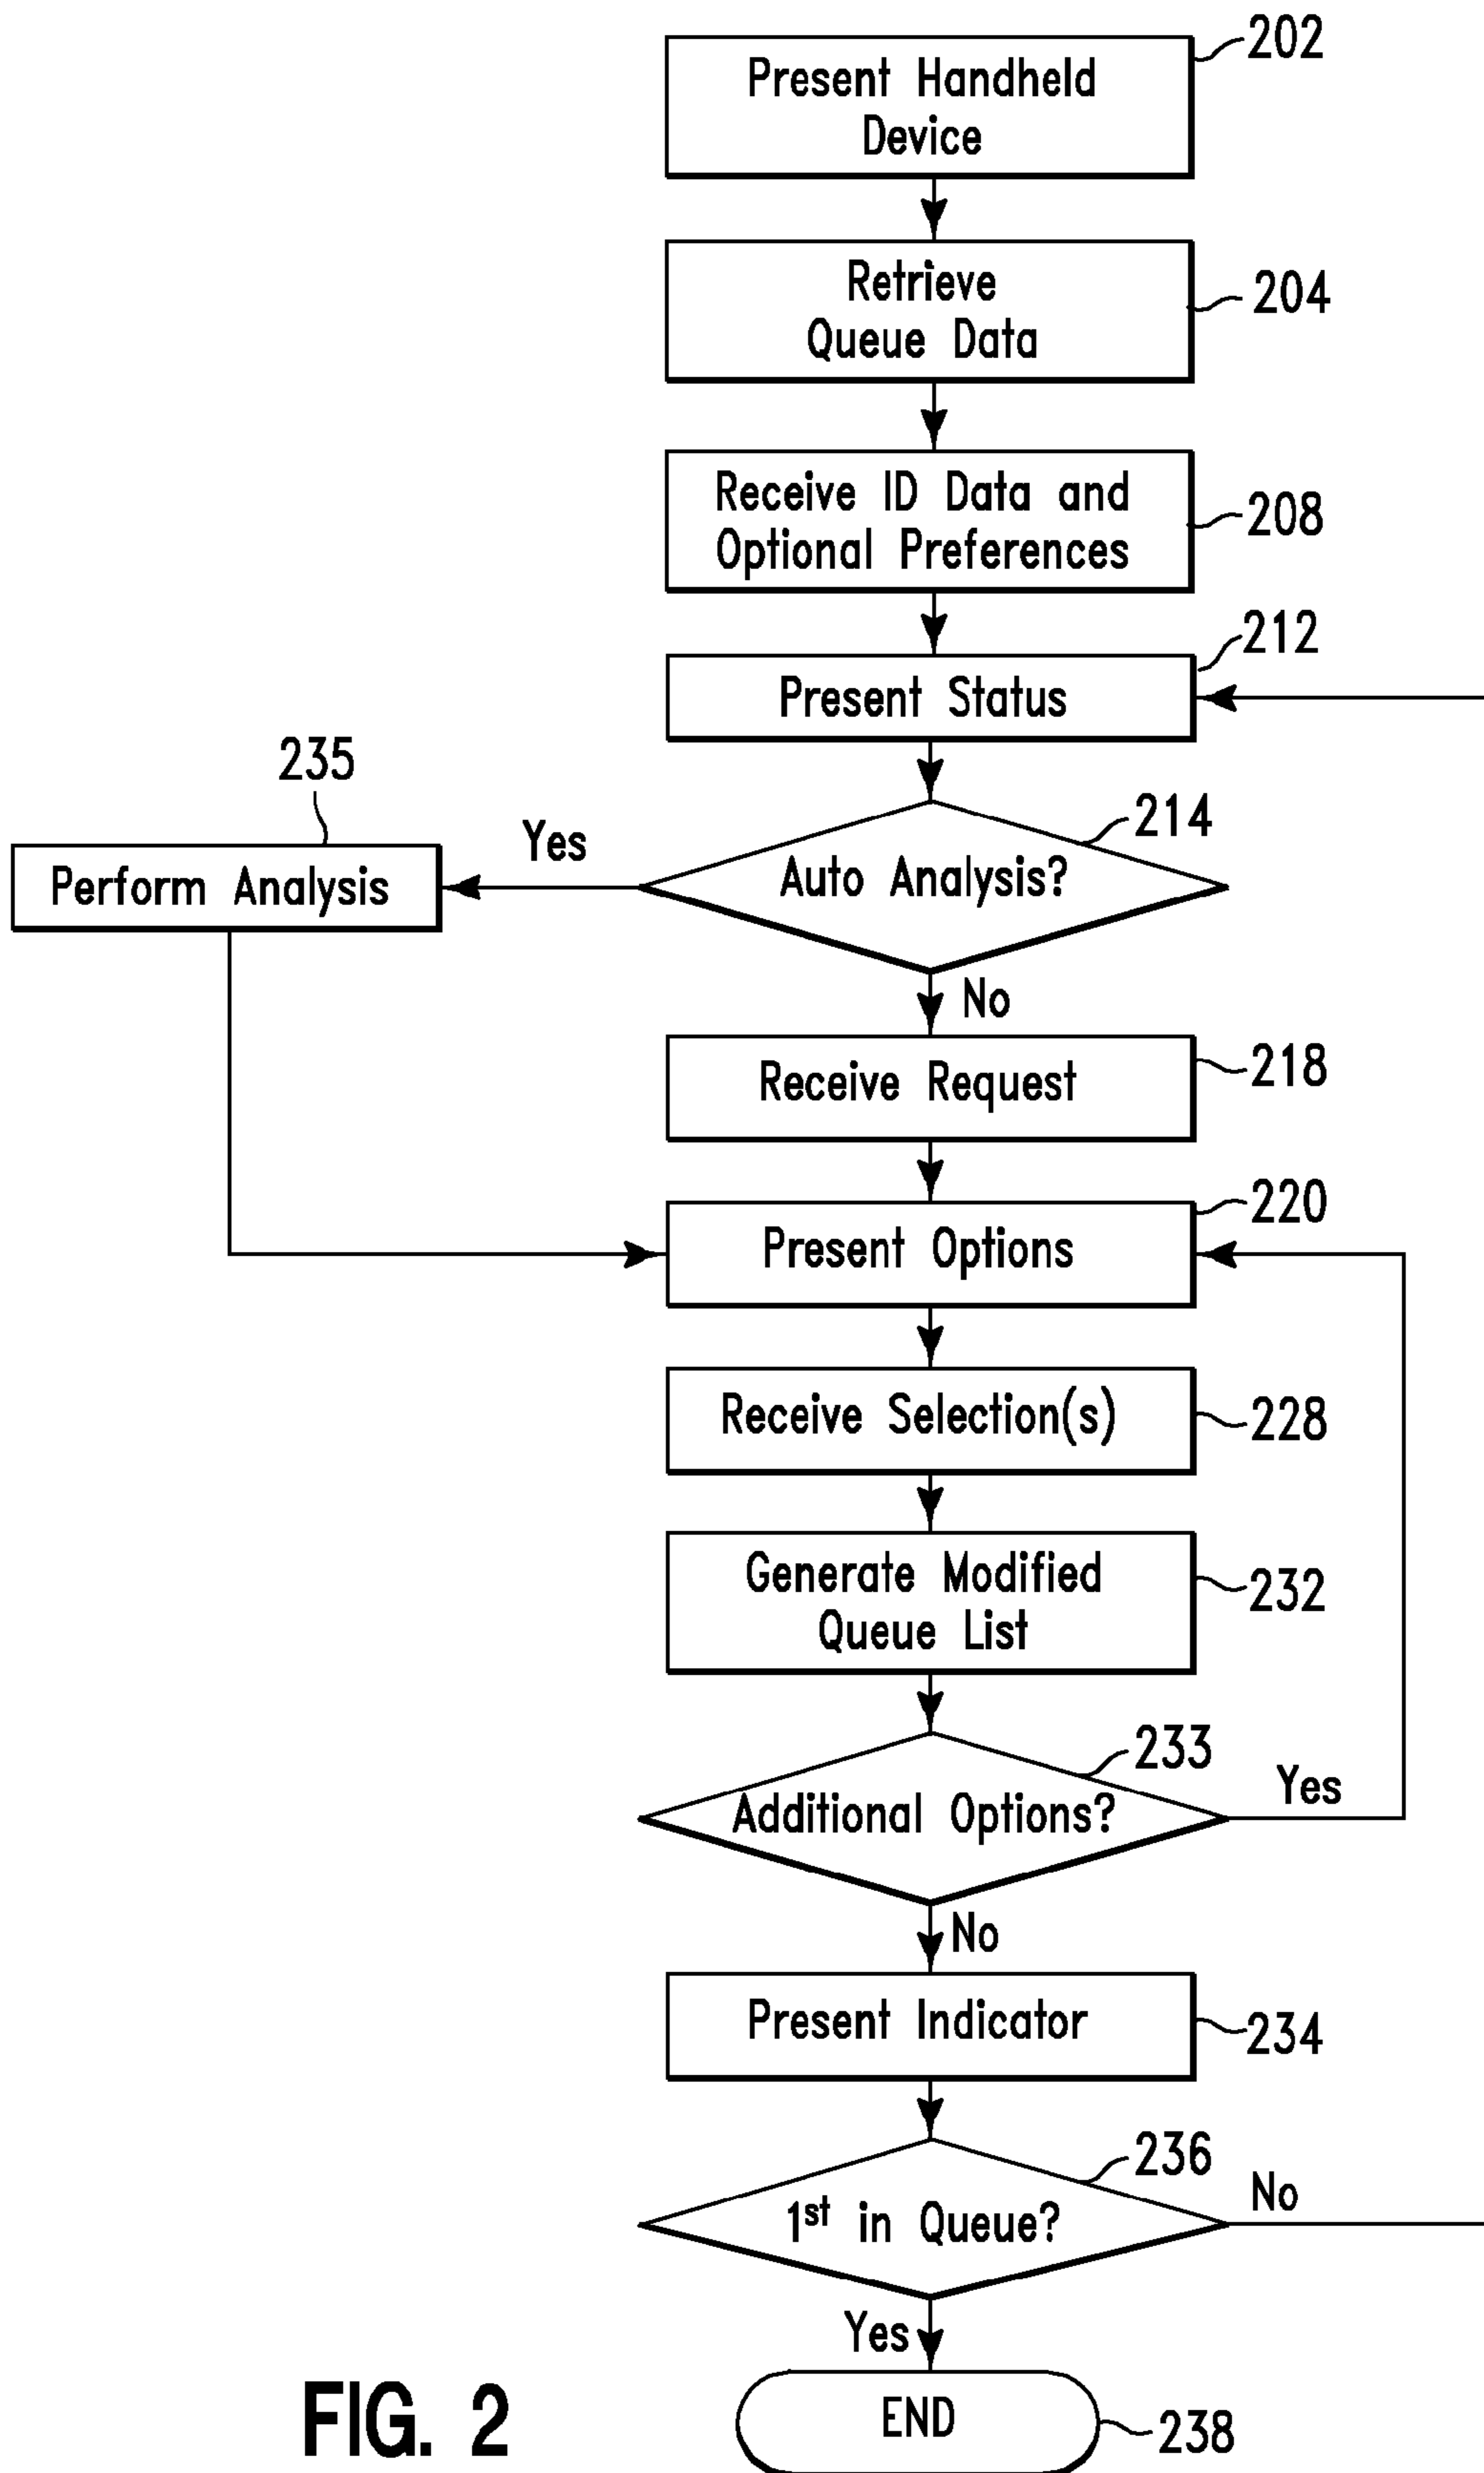 202
Present Handheld
Device
Retrieve
Queue Data
204
Receive ID Data and
Optional Preferences
208
212
Present Status
235
Yes
214
Perform Analysis
Auto Analysis?
No
Receive Request
218
220
Present Options
Receive Selection(s)
228
Generate Modified
Queue List
232
233
Yes
Additional Options?
No
Present Indicator
234
236
No
1st in Queue?
Yes
END
238
FIG. 2